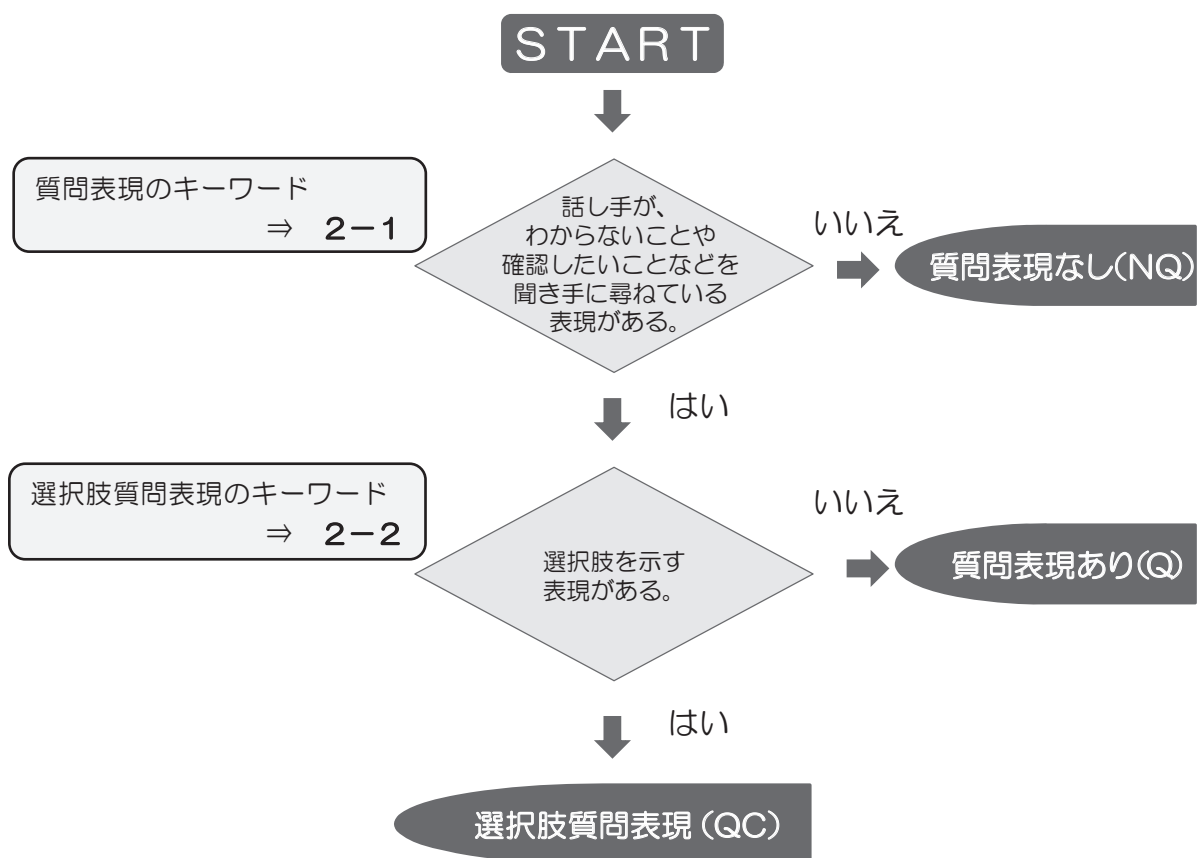 START
質問表現のキーワード
⇒ 2-1
話し手が、
わからないことや
確認したいことなどを
聞き手に尋ねている
表現がある。
いいえ
質問表現なし(NQ)
はい
選択肢質問表現のキーワード
⇒ 2-2
選択肢を示す
表現がある。
いいえ
質問表現あり(Q)
はい
選択肢質問表現(QC)